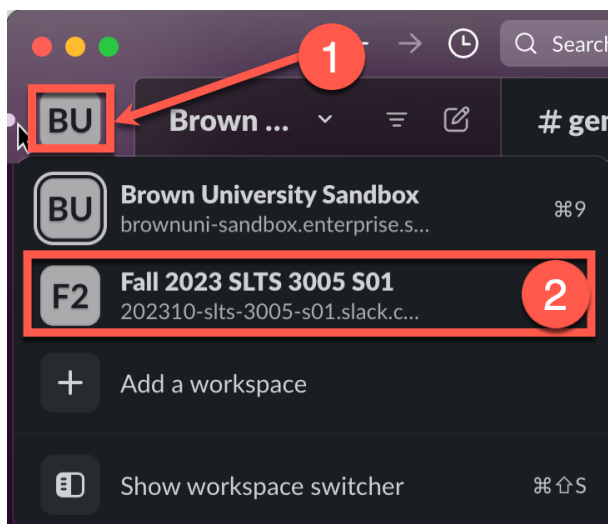 1
Search
BU
Brown ...
# ger
BU
Brown University Sandbox
brownuni-sandbox.enterprise.s...
⌘9
F2
Fall 2023 SLTS 3005 S01
202310-slts-3005-s01.slack.c...
2
Add a workspace
Show workspace switcher
⌘⇧S